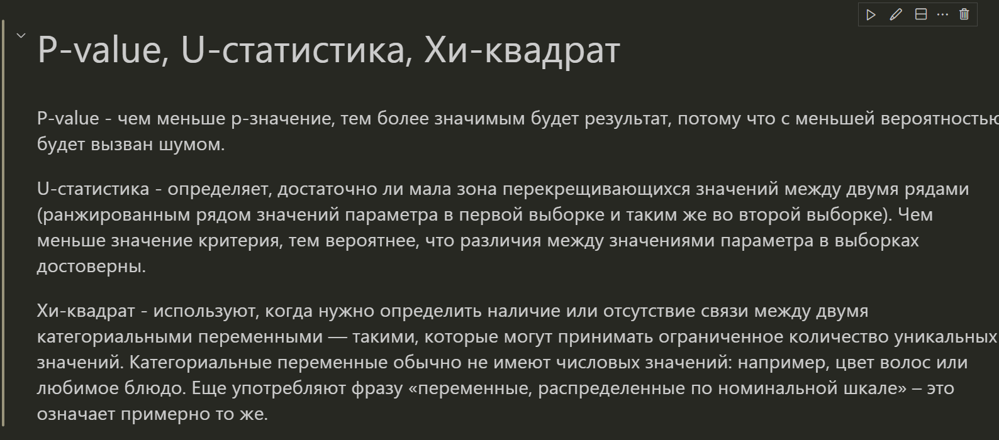 P-value, U-статистика, Хи-квадрат
P-value - чем меньше p-значение, тем более значимым будет результат, потому что с меньшей вероятностью
будет вызван шумом.
U-статистика - определяет, достаточно ли мала зона перекрещивающихся значений между двумя рядами
(ранжированным рядом значений параметра в первой выборке и таким же во второй выборке). Чем
меньше значение критерия, тем вероятнее, что различия между значениями параметра в выборках
достоверны.
Хи-квадрат - используют, когда нужно определить наличие или отсутствие связи между двумя
категориальными переменными — такими, которые могут принимать ограниченное количество уникальных
значений. Категориальные переменные обычно не имеют числовых значений: например, цвет волос или
любимое блюдо. Еще употребляют фразу «переменные, распределенные по номинальной шкале» – это
означает примерно то же.